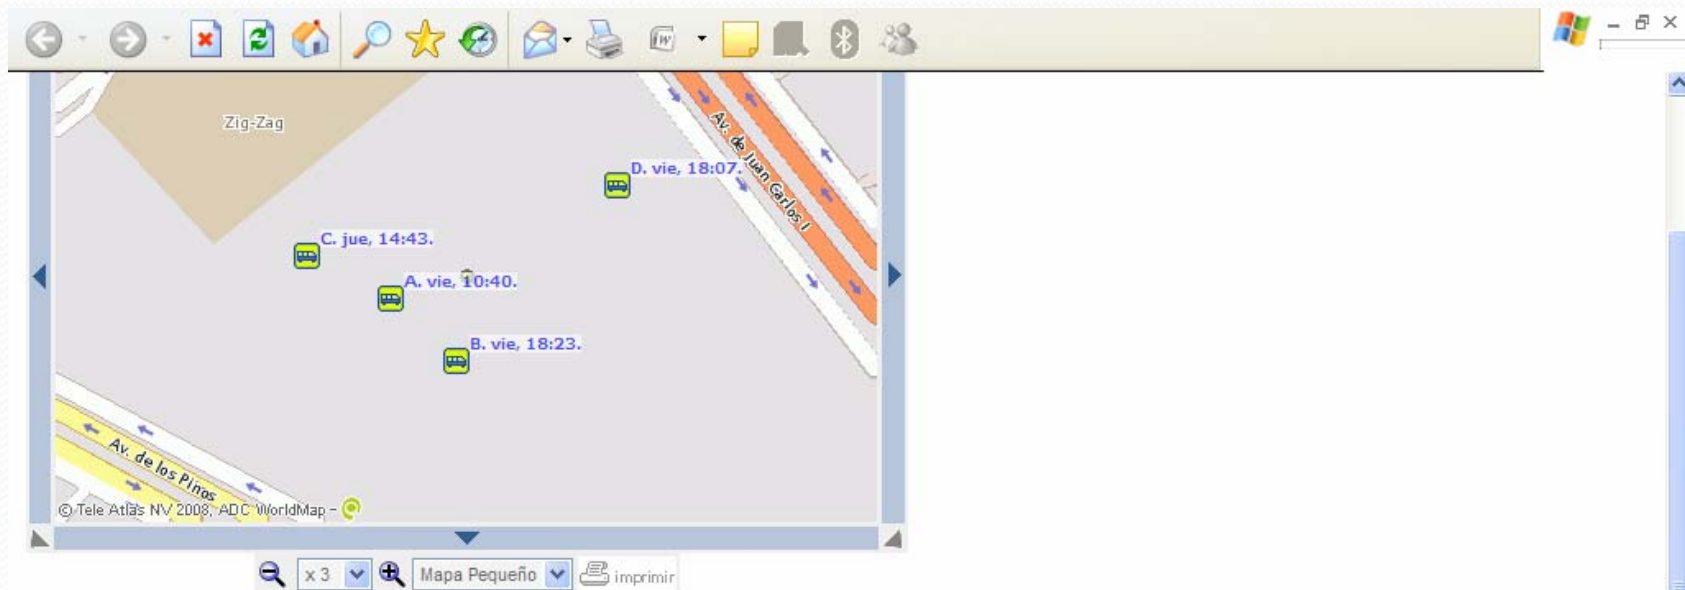 Zig-Zag
Av. de Juan Carlos I
D. vie, 18:07.
C. jue, 14:43.
A. vie, 10:40.
B. vie, 18:23.
Av. de los Pinos
© Tele Atlas NV 2008, ADC WorldMap -
x 3 Mapa Pequeño imprimir